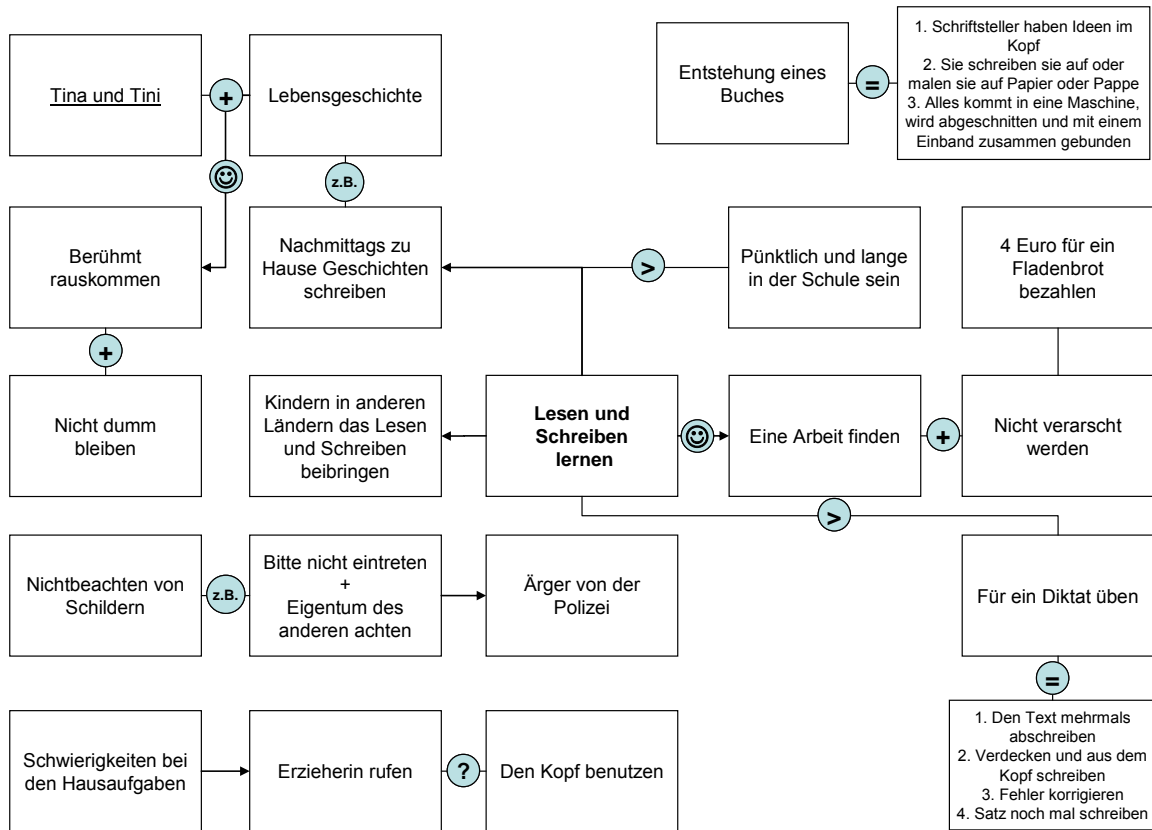 Tina und Tini
+
Lebensgeschichte
Entstehung eines
Buches
=
1. Schriftsteller haben Ideen im
Kopf
2. Sie schreiben sie auf oder
malen sie auf Papier oder Pappe
3. Alles kommt in eine Maschine,
wird abgeschnitten und mit einem
Einband zusammen gebunden
☺
z.B.
Berühmt
rauskommen
Nachmittags zu
Hause Geschichten
schreiben
>
Pünktlich und lange
in der Schule sein
4 Euro für ein
Fladenbrot
bezahlen
+
Nicht dumm
bleiben
Kindern in anderen
Ländern das Lesen
und Schreiben
beibringen
Lesen und
Schreiben
lernen
☺
Eine Arbeit finden
+
Nicht verarscht
werden
>
Nichtbeachten von
Schildern
z.B.
Bitte nicht eintreten
+
Eigentum des
anderen achten
Ärger von der
Polizei
Für ein Diktat üben
=
1. Den Text mehrmals
abschreiben
2. Verdecken und aus dem
Kopf schreiben
3. Fehler korrigieren
4. Satz noch mal schreiben
Schwierigkeiten bei
den Hausaufgaben
Erzieherin rufen
?
Den Kopf benutzen